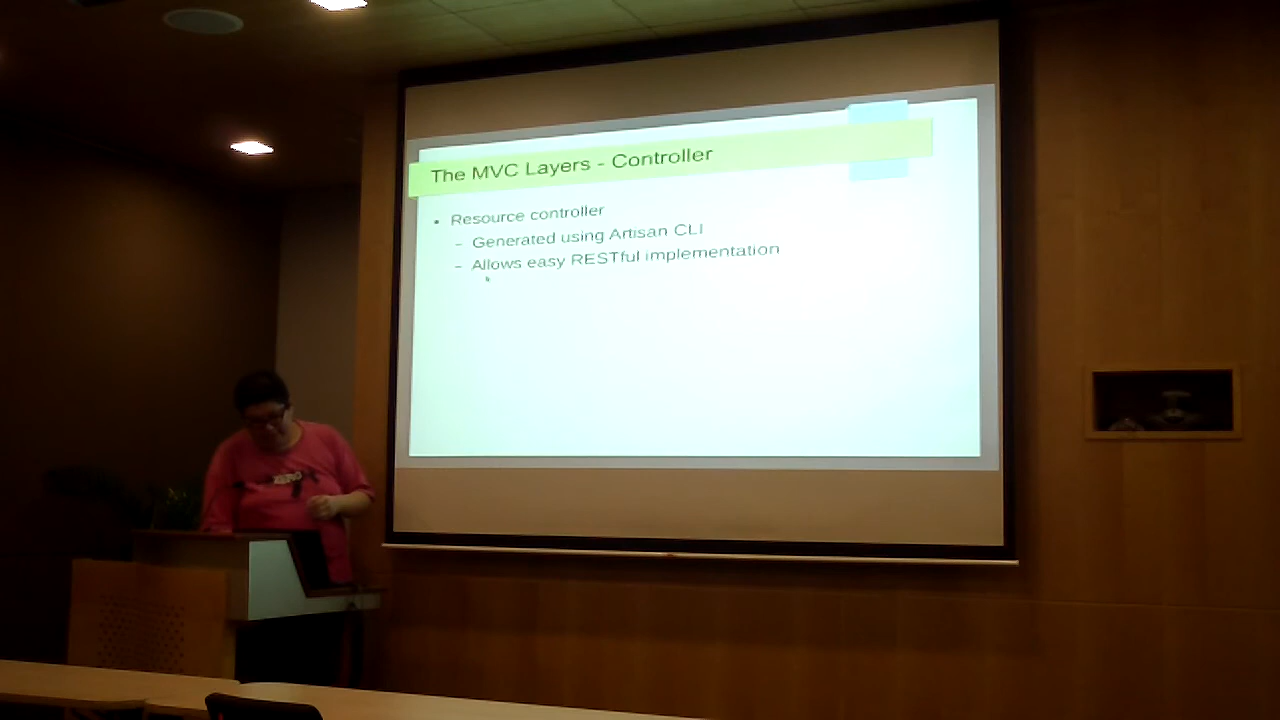 The MVC Layers - Controller
• Resource controller
– Generated using Artisan CLI
– Allows easy RESTful implementation